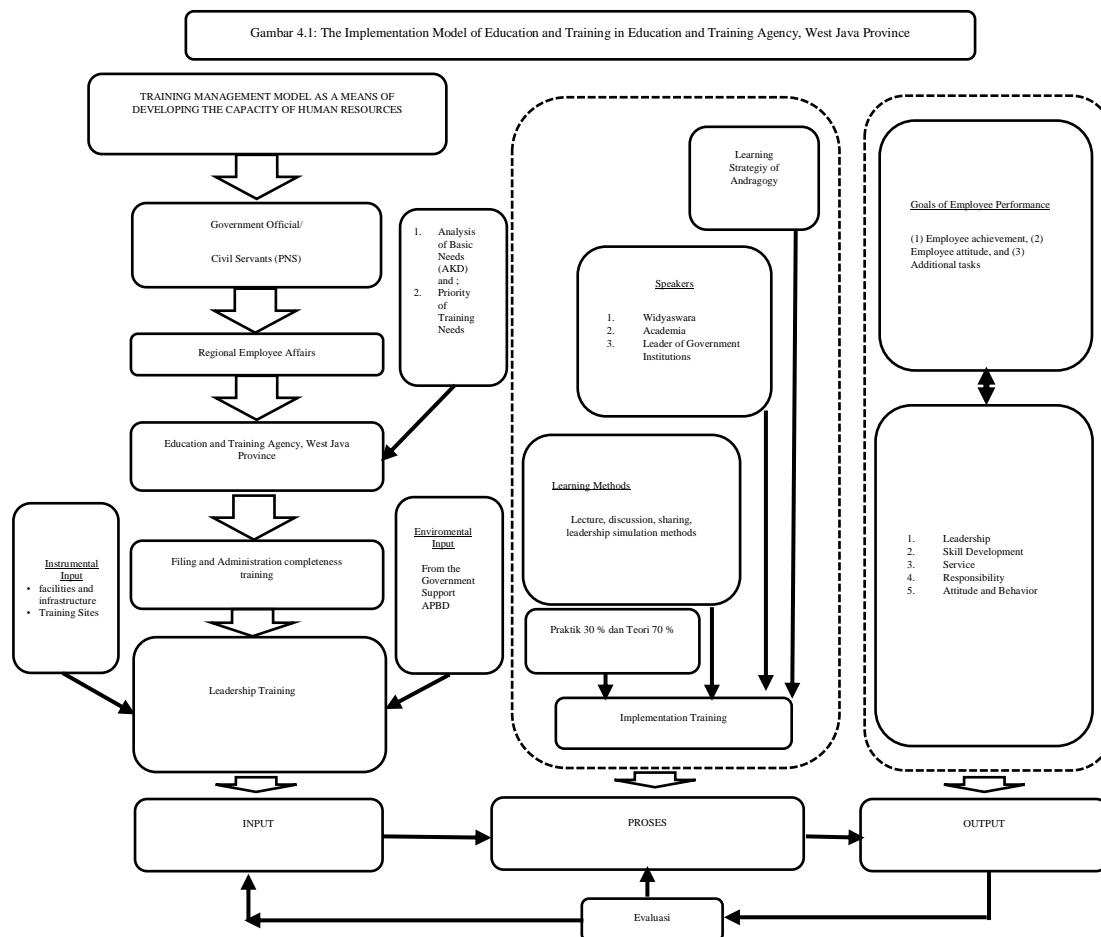 Gambar 4.1: The Implementation Model of Education and Training in Education and Training Agency, West Java Province
TRAINING MANAGEMENT MODEL AS A MEANS OF
DEVELOPING THE CAPACITY OF HUMAN RESOURCES
Government Official/
Civil Servants (PNS)
Regional Employee Affairs
1. Analysis
of Basic
Needs
(AKD)
and ;
2. Priority
of
Training
Needs
Education and Training Agency, West Java
Province
Filing and Administration completeness
training
Instrumental
Input
• facilities and
infrastructure
• Training Sites
Enviromental
Input
From the
Government
Support
APBD
Leadership Training
Learning
Strategiy of
Andragogy
Speakers
1. Widyaswara
2. Academia
3. Leader of Government
Institutions
Learning Methods
Lecture, discussion, sharing,
leadership simulation methods
Praktik 30 % dan Teori 70 %
Implementation Training
Goals of Employee Performance
(1) Employee achievement, (2)
Employee attitude, and (3)
Additional tasks
1. Leadership
2. Skill Development
3. Service
4. Responsibility
5. Attitude and Behavior
INPUT
PROSES
OUTPUT
Evaluasi